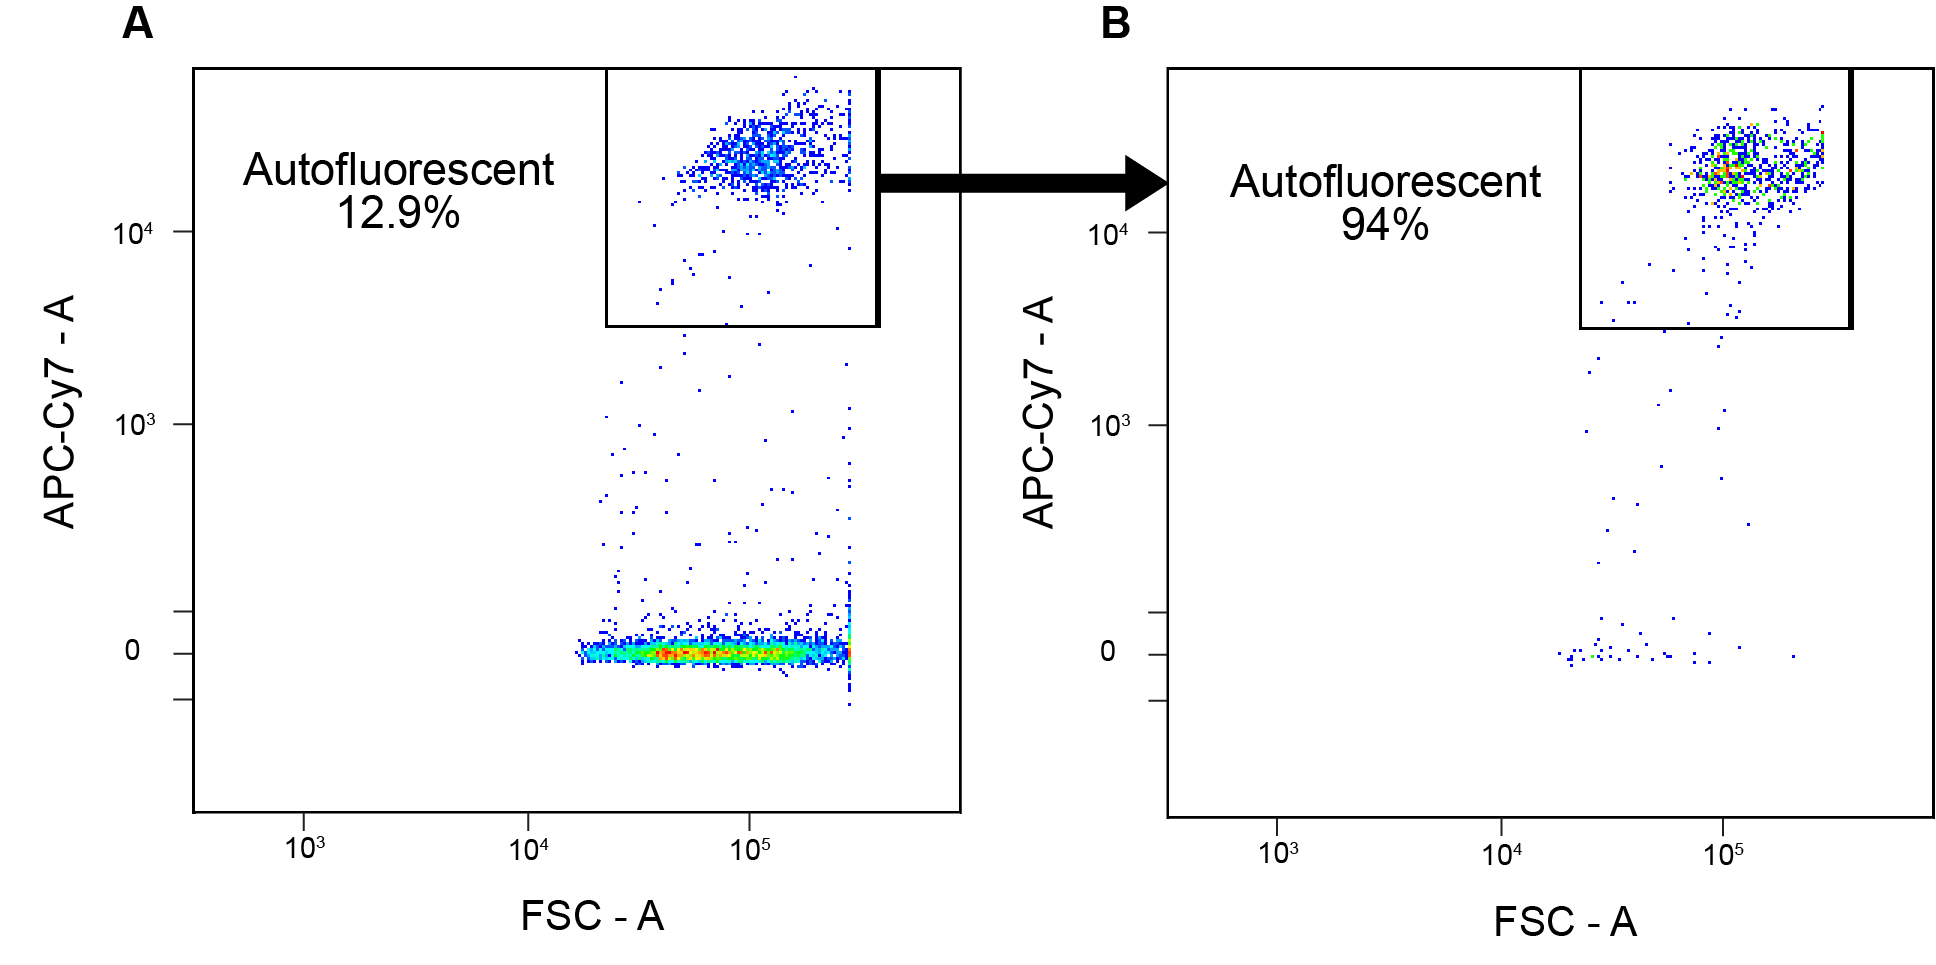 A
Autofluorescent
12.9%
10⁴
10³
0
APC-Cy7 - A
10³ 10⁴ 10⁵
FSC - A
B
Autofluorescent
94%
10⁴
10³
0
APC-Cy7 - A
10³ 10⁴ 10⁵
FSC - A